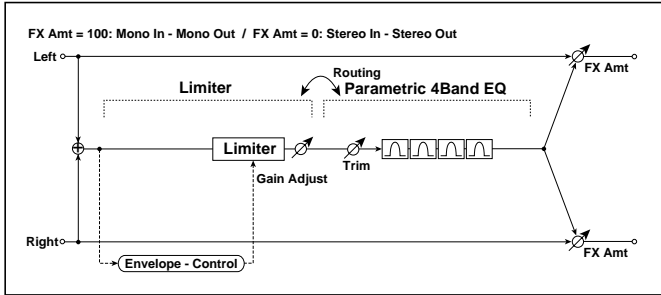 FX Amt = 100: Mono In - Mono Out / FX Amt = 0: Stereo In - Stereo Out
Left
FX Amt
Routing
Limiter
Parametric 4Band EQ
Limiter
Gain Adjust
Trim
Right
FX Amt
Envelope - Control